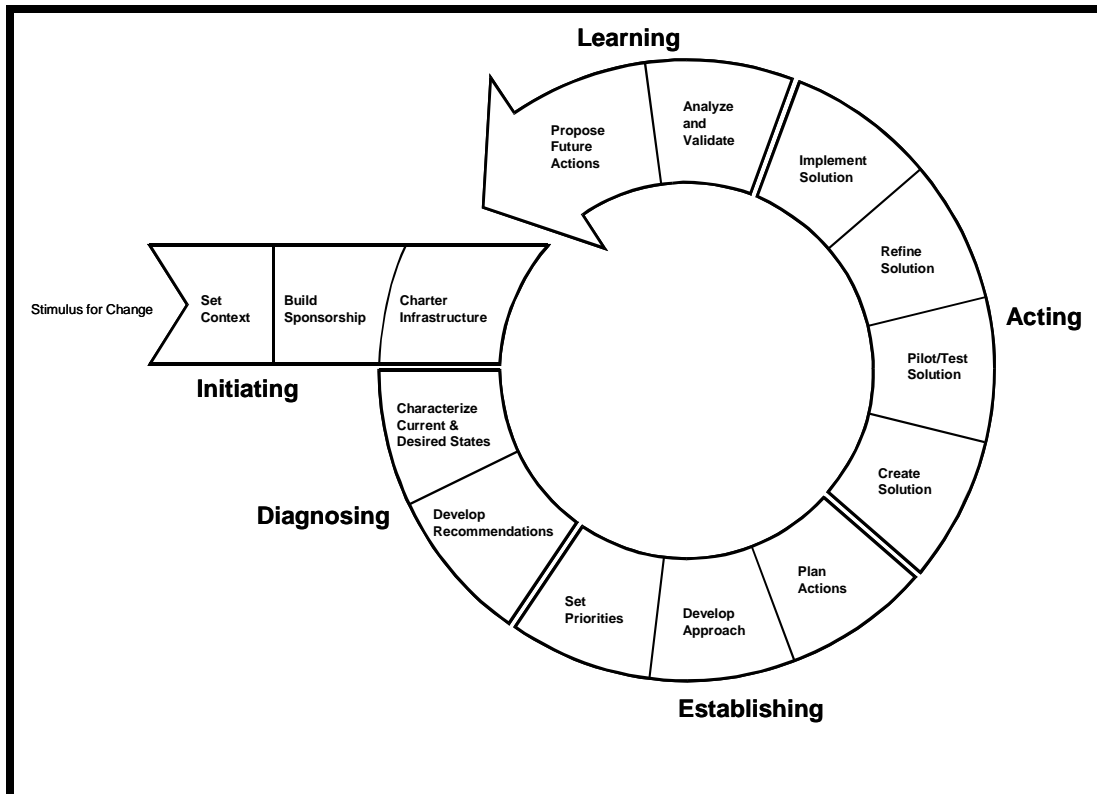 Learning
Propose
Future
Actions
Analyze
and
Validate
Implement
Solution
Refine
Solution
Acting
Pilot/Test
Solution
Create
Solution
Stimulus for Change
Set
Context
Build
Sponsorship
Charter
Infrastructure
Initiating
Characterize
Current &
Desired States
Diagnosing
Develop
Recommendations
Set
Priorities
Develop
Approach
Plan
Actions
Establishing